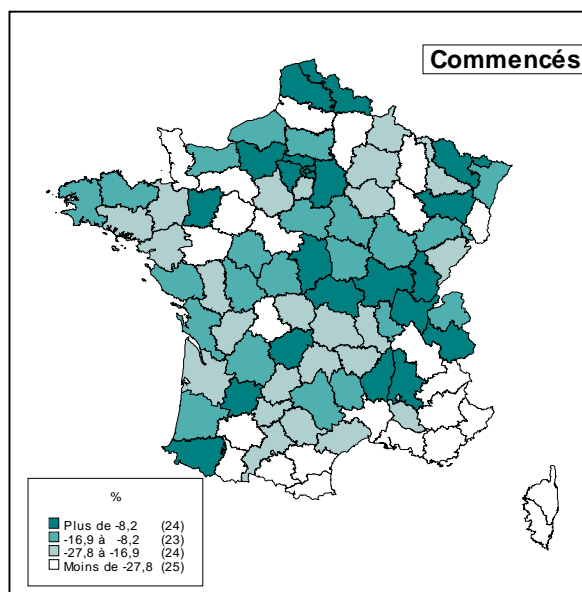 Commencés
%
Plus de -8,2 (24)
-16,9 à -8,2 (23)
-27,8 à -16,9 (24)
Moins de -27,8 (25)